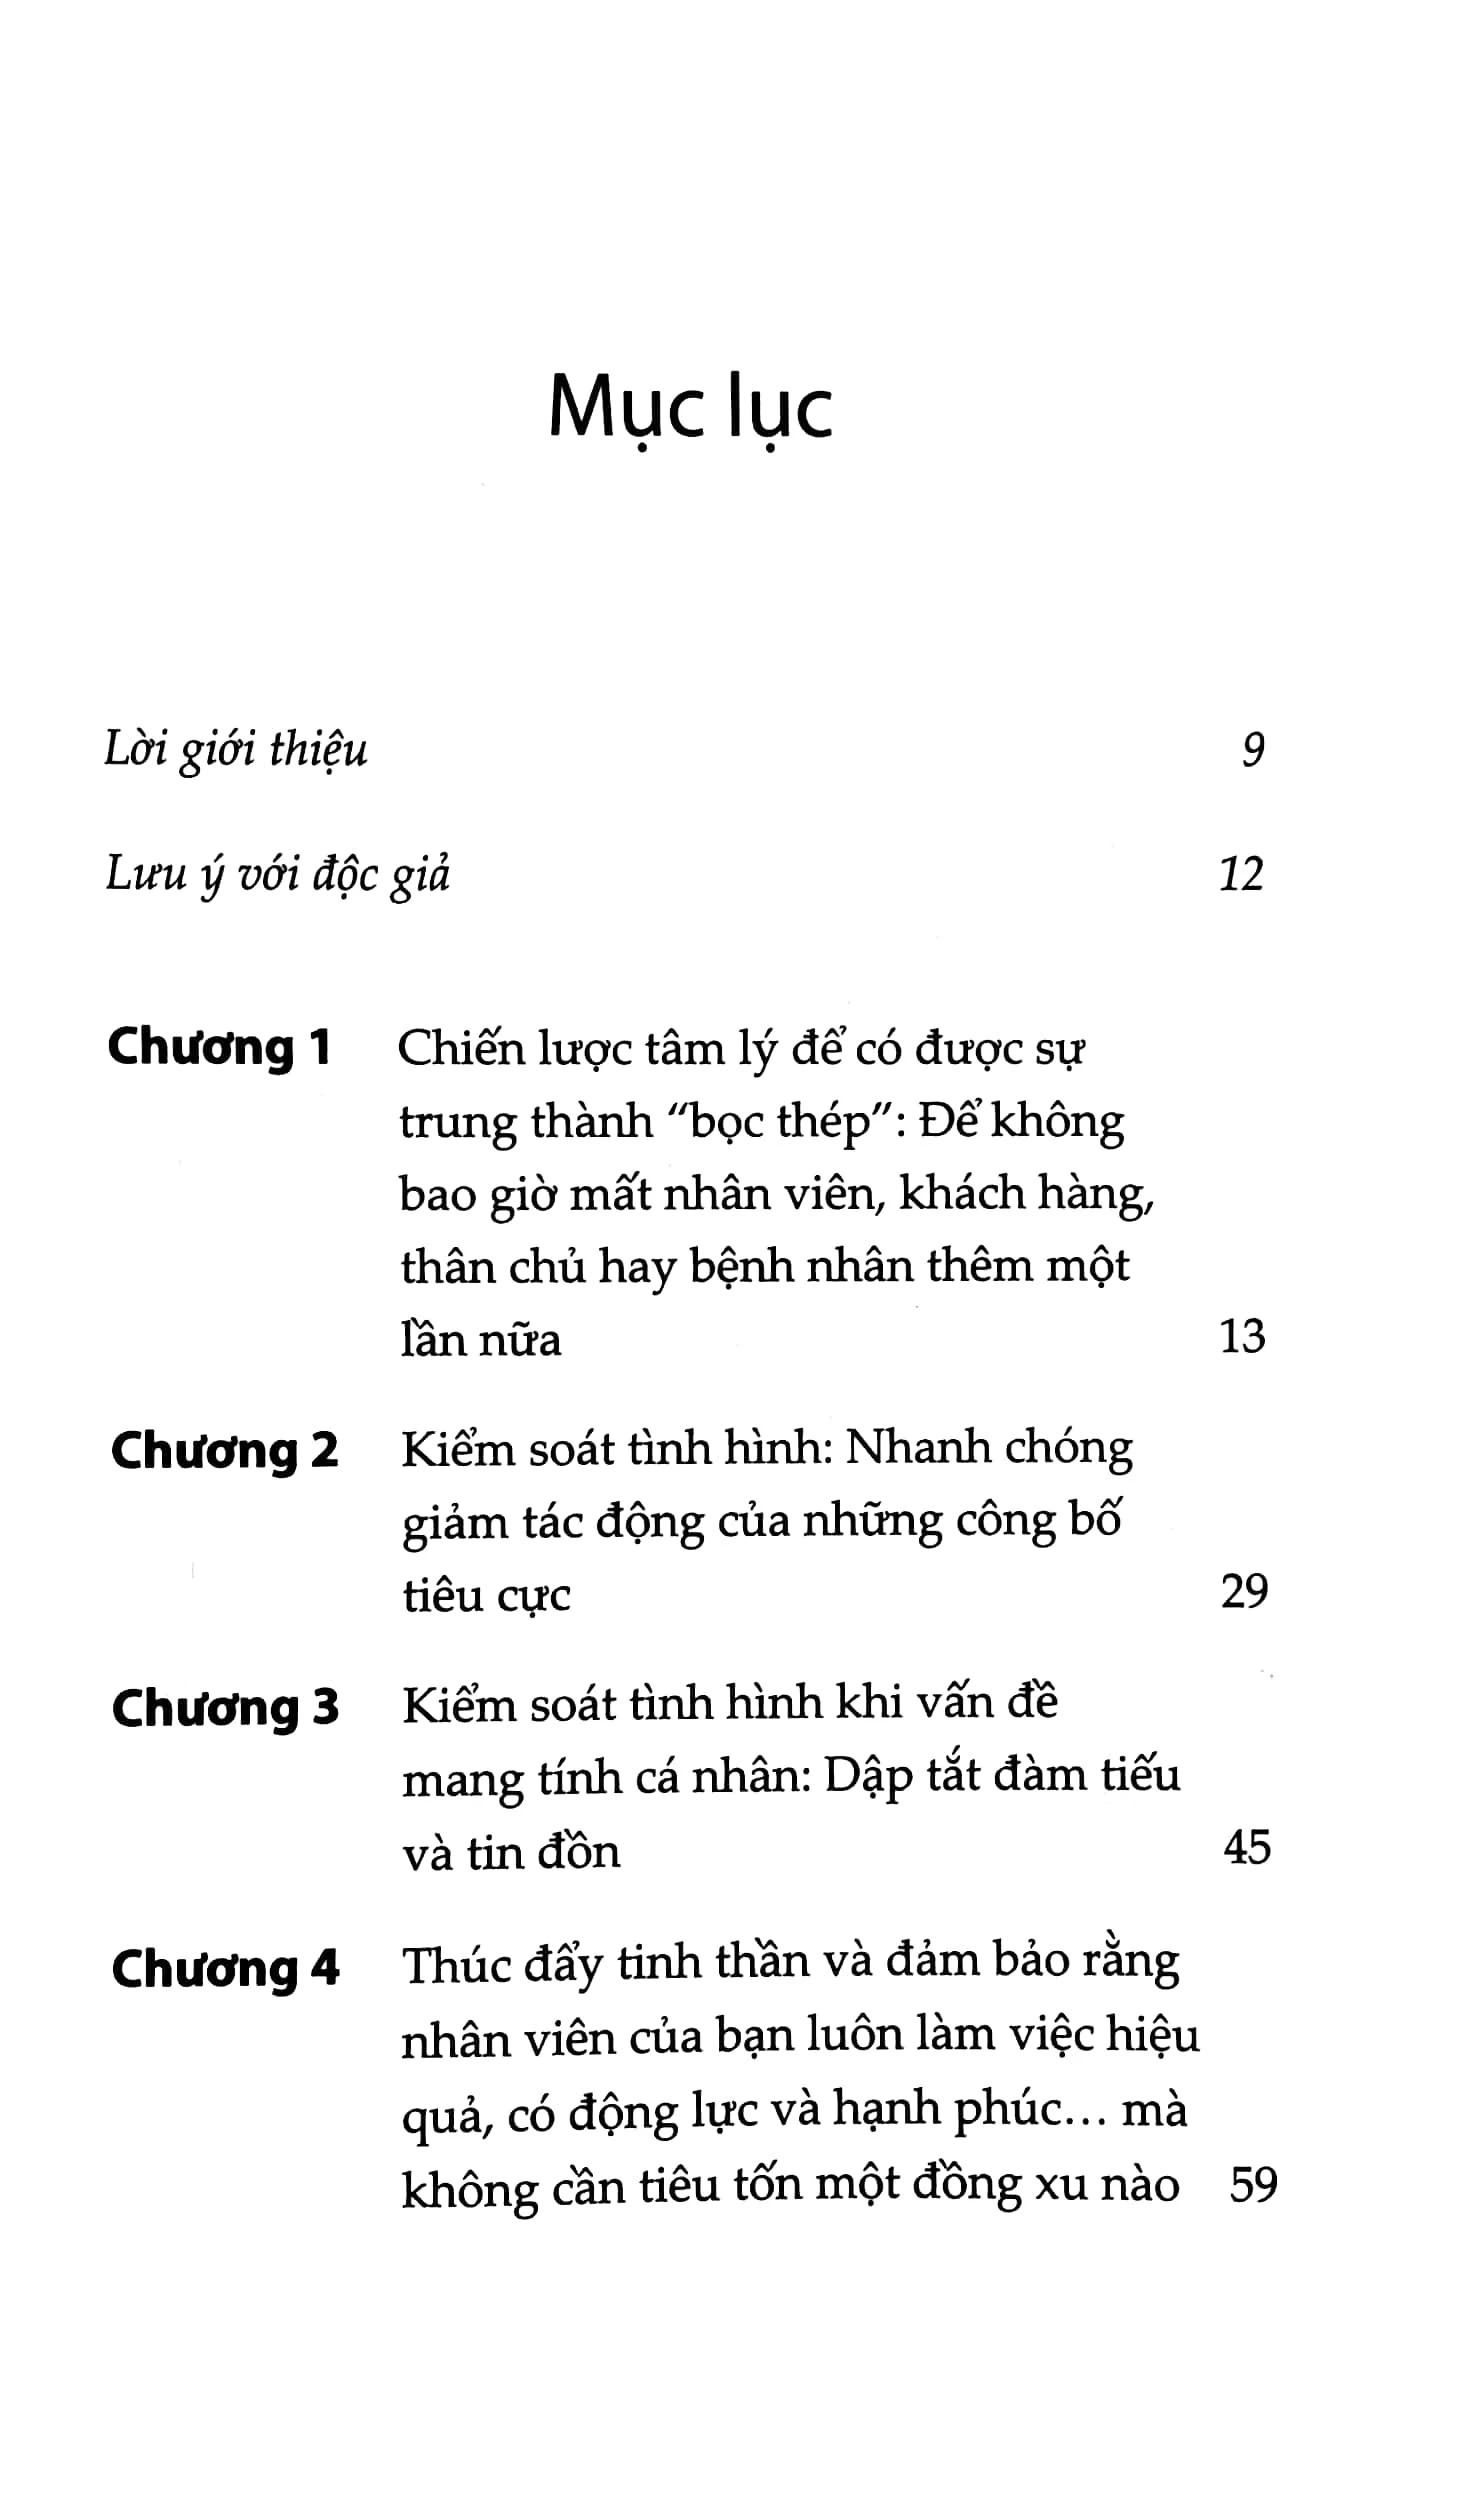 Mục lục
Lời giới thiệu 9
Lưu ý với độc giả 12
Chương 1 Chiến lược tâm lý để có được sự
trung thành “bọc thép”: Để không
bao giờ mất nhân viên, khách hàng,
thân chủ hay bệnh nhân thêm một
lần nữa 13
Chương 2 Kiểm soát tình hình: Nhanh chóng
giảm tác động của những công bố
tiêu cực 29
Chương 3 Kiểm soát tình hình khi vấn đề
mang tính cá nhân: Dập tắt đàm tiếu
và tin đồn 45
Chương 4 Thúc đẩy tinh thần và đảm bảo rằng
nhân viên của bạn luôn làm việc hiệu
quả, có động lực và hạnh phúc... mà
không cần tiêu tốn một đồng xu nào 59